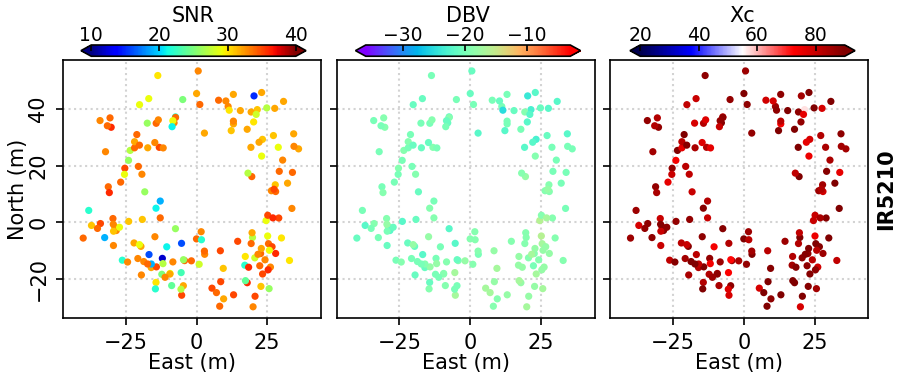 SNR DBV Xc
10 20 30 40 −30 −20 −10 20 40 60 80
40
20
0
−20
North (m)
−25 0 25 −25 0 25 −25 0 25
East (m) East (m) East (m)
IR5210